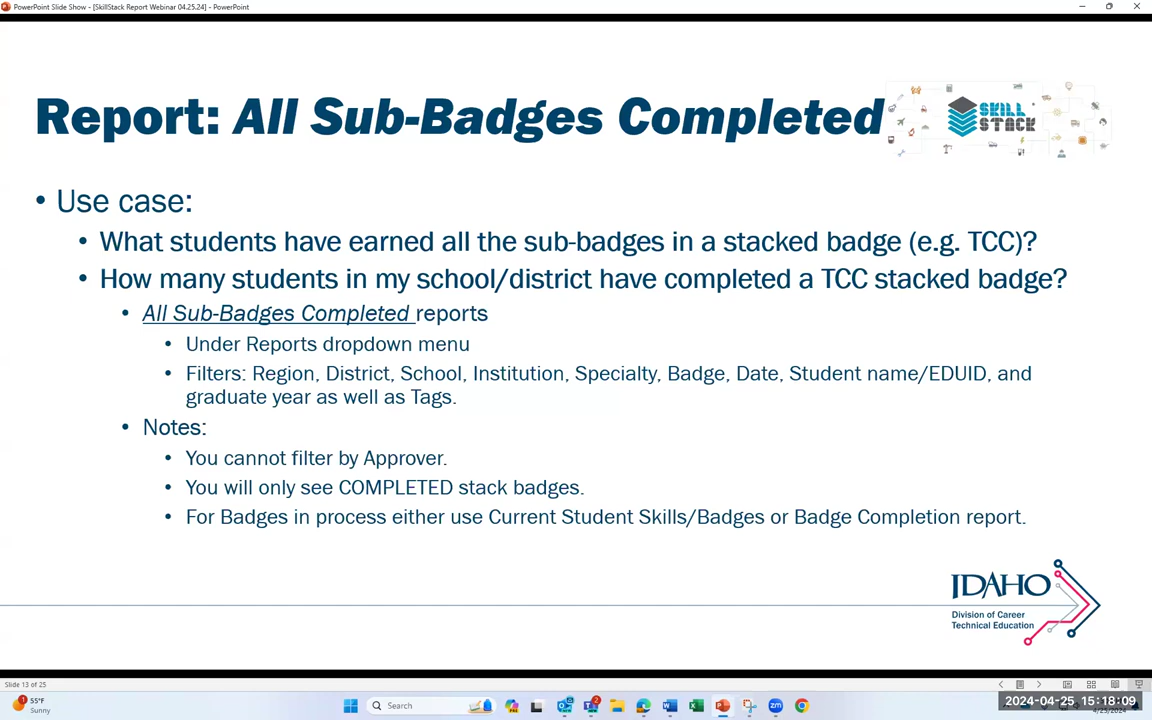 PowerPoint Slide Show - [SkillStack Report Webinar 04.25.24] - PowerPoint
Report: All Sub-Badges Completed
SKILL
STACK
• Use case:
• What students have earned all the sub-badges in a stacked badge (e.g. TCC)?
• How many students in my school/district have completed a TCC stacked badge?
• All Sub-Badges Completed reports
• Under Reports dropdown menu
• Filters: Region, District, School, Institution, Specialty, Badge, Date, Student name/EDUID, and
graduate year as well as Tags.
• Notes:
• You cannot filter by Approver.
• You will only see COMPLETED stack badges.
• For Badges in process either use Current Student Skills/Badges or Badge Completion report.
IDAHO
Division of Career
Technical Education
Slide 13 of 25
1
55°F
Sunny
Search
2
zm
2024-04-25 15:18:09